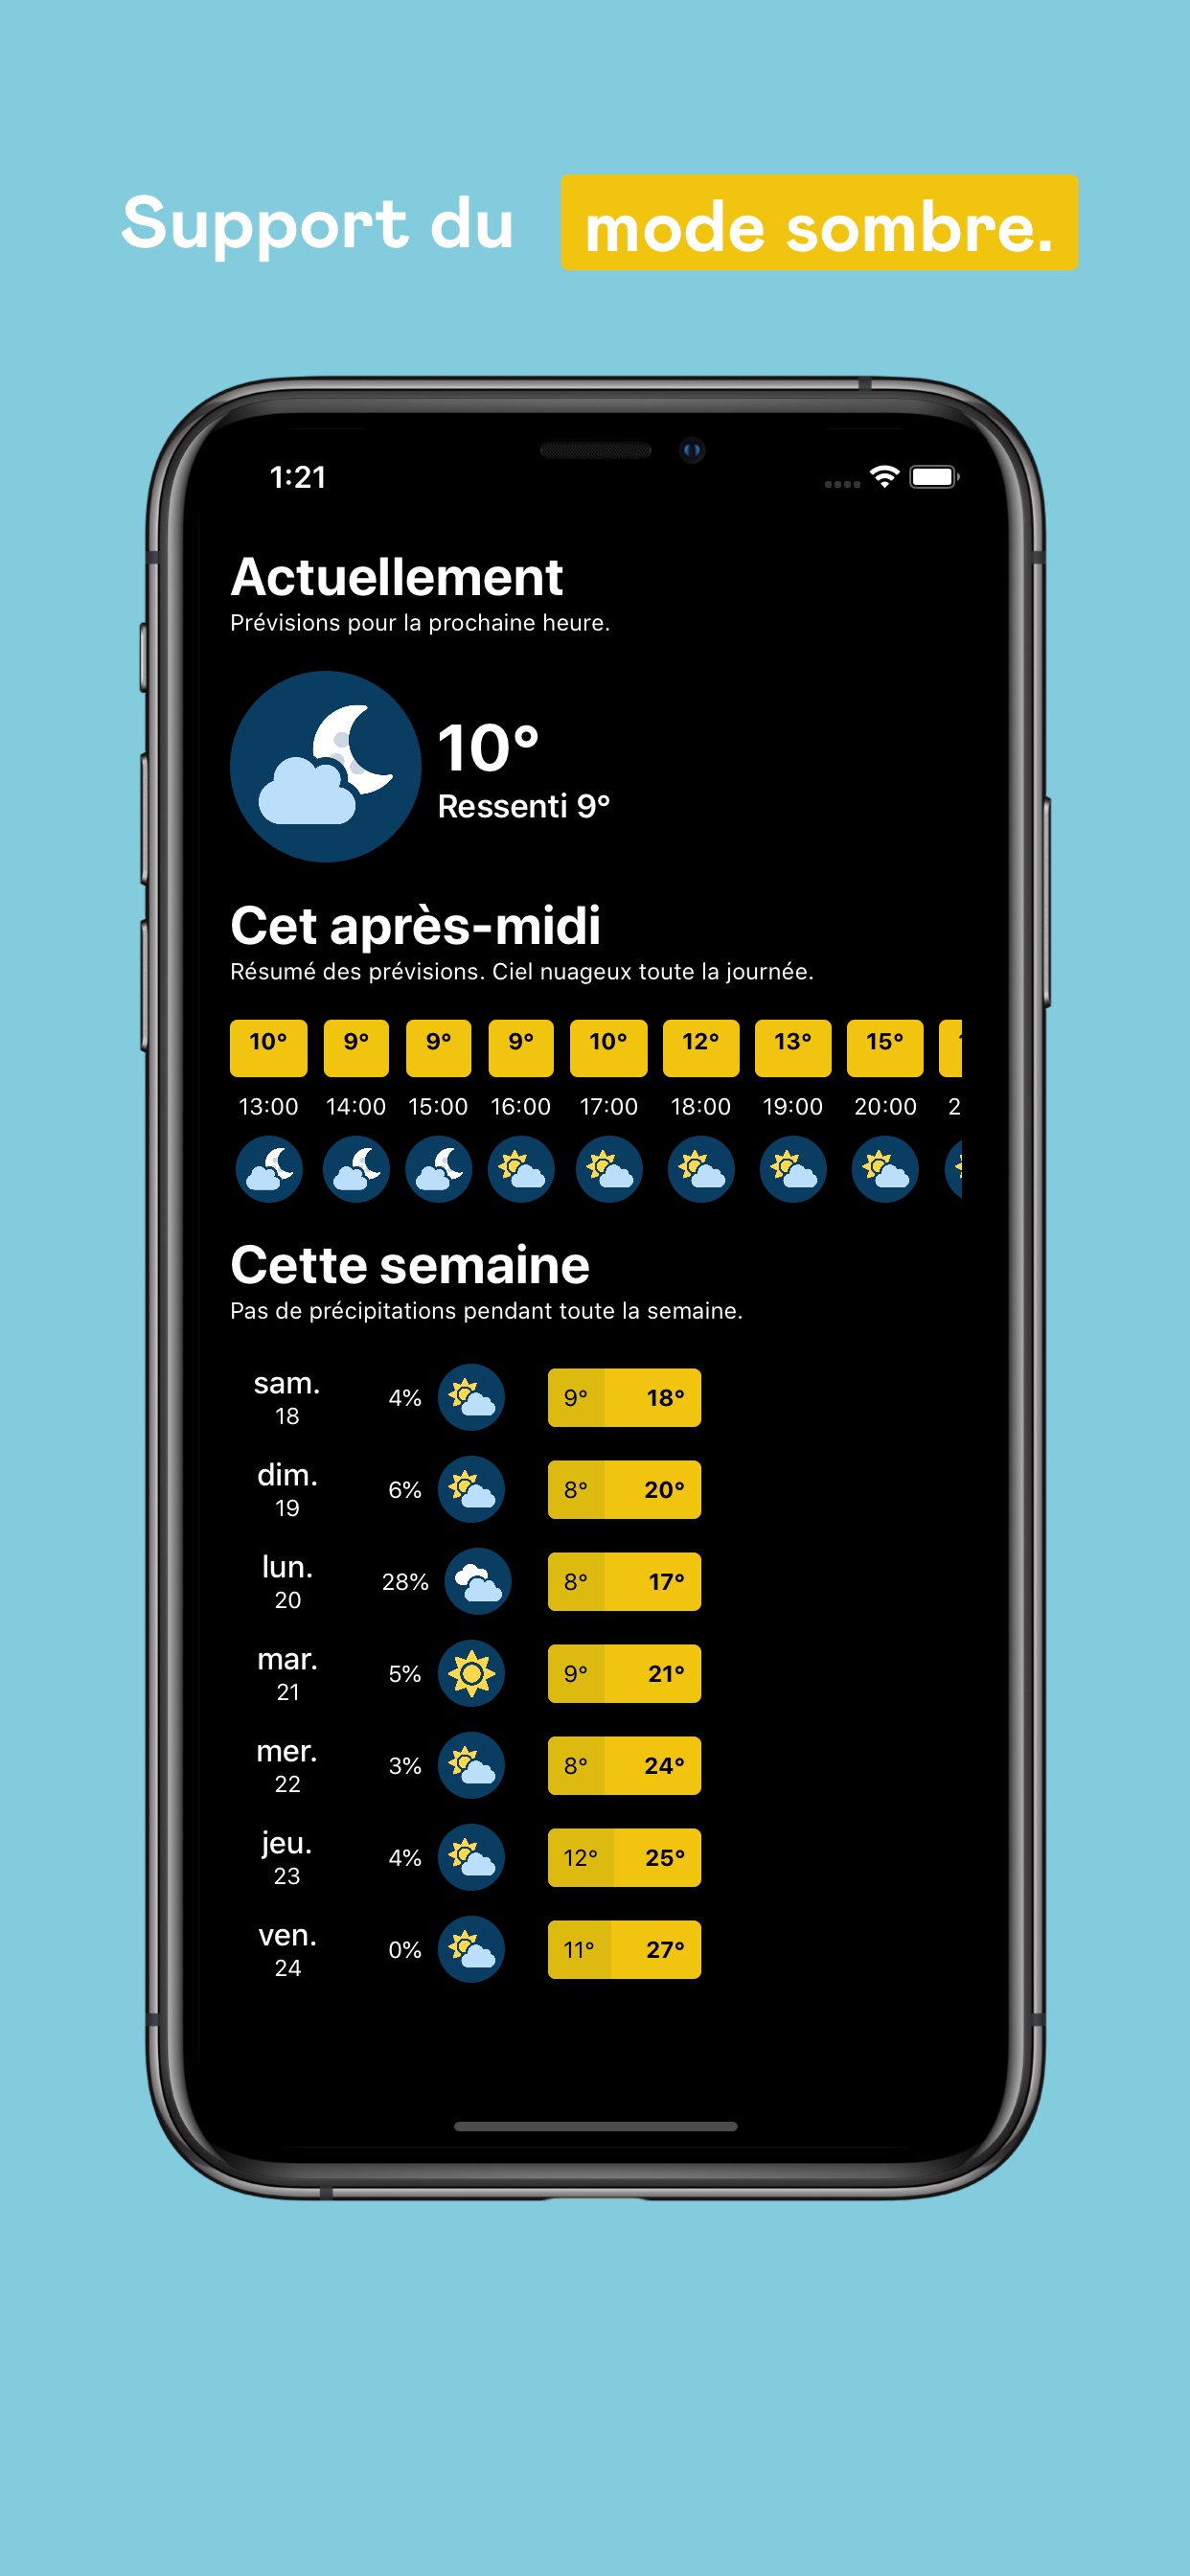 Support du mode sombre.
1:21
Actuellement
Prévisions pour la prochaine heure.
10°
Ressenti 9°
Cet après-midi
Résumé des prévisions. Ciel nuageux toute la journée.
10° 9° 9° 9° 10° 12° 13° 15°
13:00 14:00 15:00 16:00 17:00 18:00 19:00 20:00
Cette semaine
Pas de précipitations pendant toute la semaine.
sam.
18 4% 9° 18°
dim.
19 6% 8° 20°
lun.
20 28% 8° 17°
mar.
21 5% 9° 21°
mer.
22 3% 8° 24°
jeu.
23 4% 12° 25°
ven.
24 0% 11° 27°